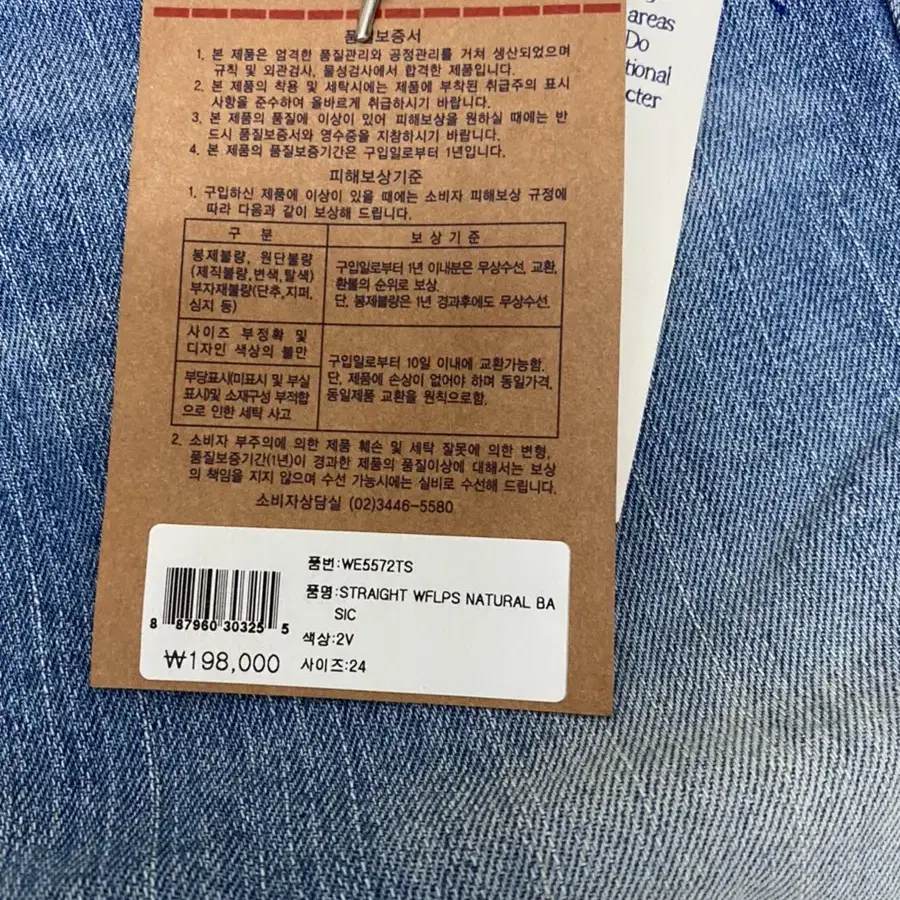 품질보증서
1. 본 제품은 엄격한 품질관리와 공정관리를 거쳐 생산되었으며
규칙 및 외관검사, 물성검사에서 합격한 제품입니다.
2. 본 제품의 착용 및 세탁시에는 제품에 부착된 취급주의 표시
사항을 준수하여 올바르게 취급하시기 바랍니다.
3. 본 제품의 품질에 이상이 있어 피해보상을 원하실 때에는 반
드시 품질보증서와 영수증을 지참하시기 바랍니다.
4. 본 제품의 품질보증기간은 구입일로부터 1년입니다.
피해보상기준
1. 구입하신 제품에 이상이 있을 때에는 소비자 피해보상 규정에
따라 다음과 같이 보상해 드립니다.
구 분
보 상 기 준
봉제불량, 원단불량
(제직불량,변색,탈색)
부자재불량(단추,지퍼,
심지 등)
구입일로부터 1년 이내분은 무상수선, 교환,
환불의 순위로 보상.
단, 봉제불량은 1년 경과후에도 무상수선.
사이즈 부정확 및
디자인 색상의 불만
구입일로부터 10일 이내에 교환가능함.
단, 제품에 손상이 없어야 하며 동일가격,
동일제품 교환을 원칙으로함.
부당표시(미표시 및 부실
표시)및 소재구성 부적합
으로 인한 세탁 사고
2. 소비자 부주의에 의한 제품 훼손 및 세탁 잘못에 의한 변형,
품질보증기간(1년)이 경과한 제품의 품질이상에 대해서는 보상
의 책임을 지지 않으며 수선 가능시에는 실비로 수선해 드립니다.
소비자상담실 (02)3446-5580
품번:WE5572TS
품명:STRAIGHT WFLPS NATURAL BA
SIC
색상:2V
사이즈:24
8 87960 30325 5
₩198,000
areas
Do
tional
cter